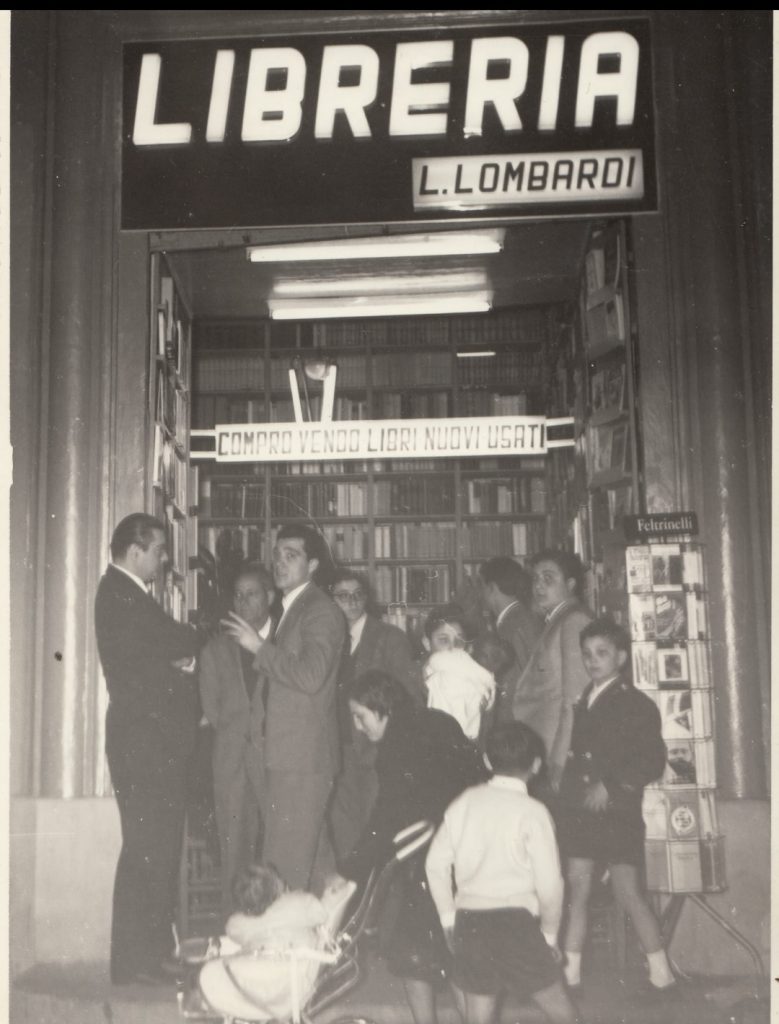 LIBRERIA
L. LOMBARDI
COMPRO VENDO LIBRI NUOVI-USATI
Feltrinelli